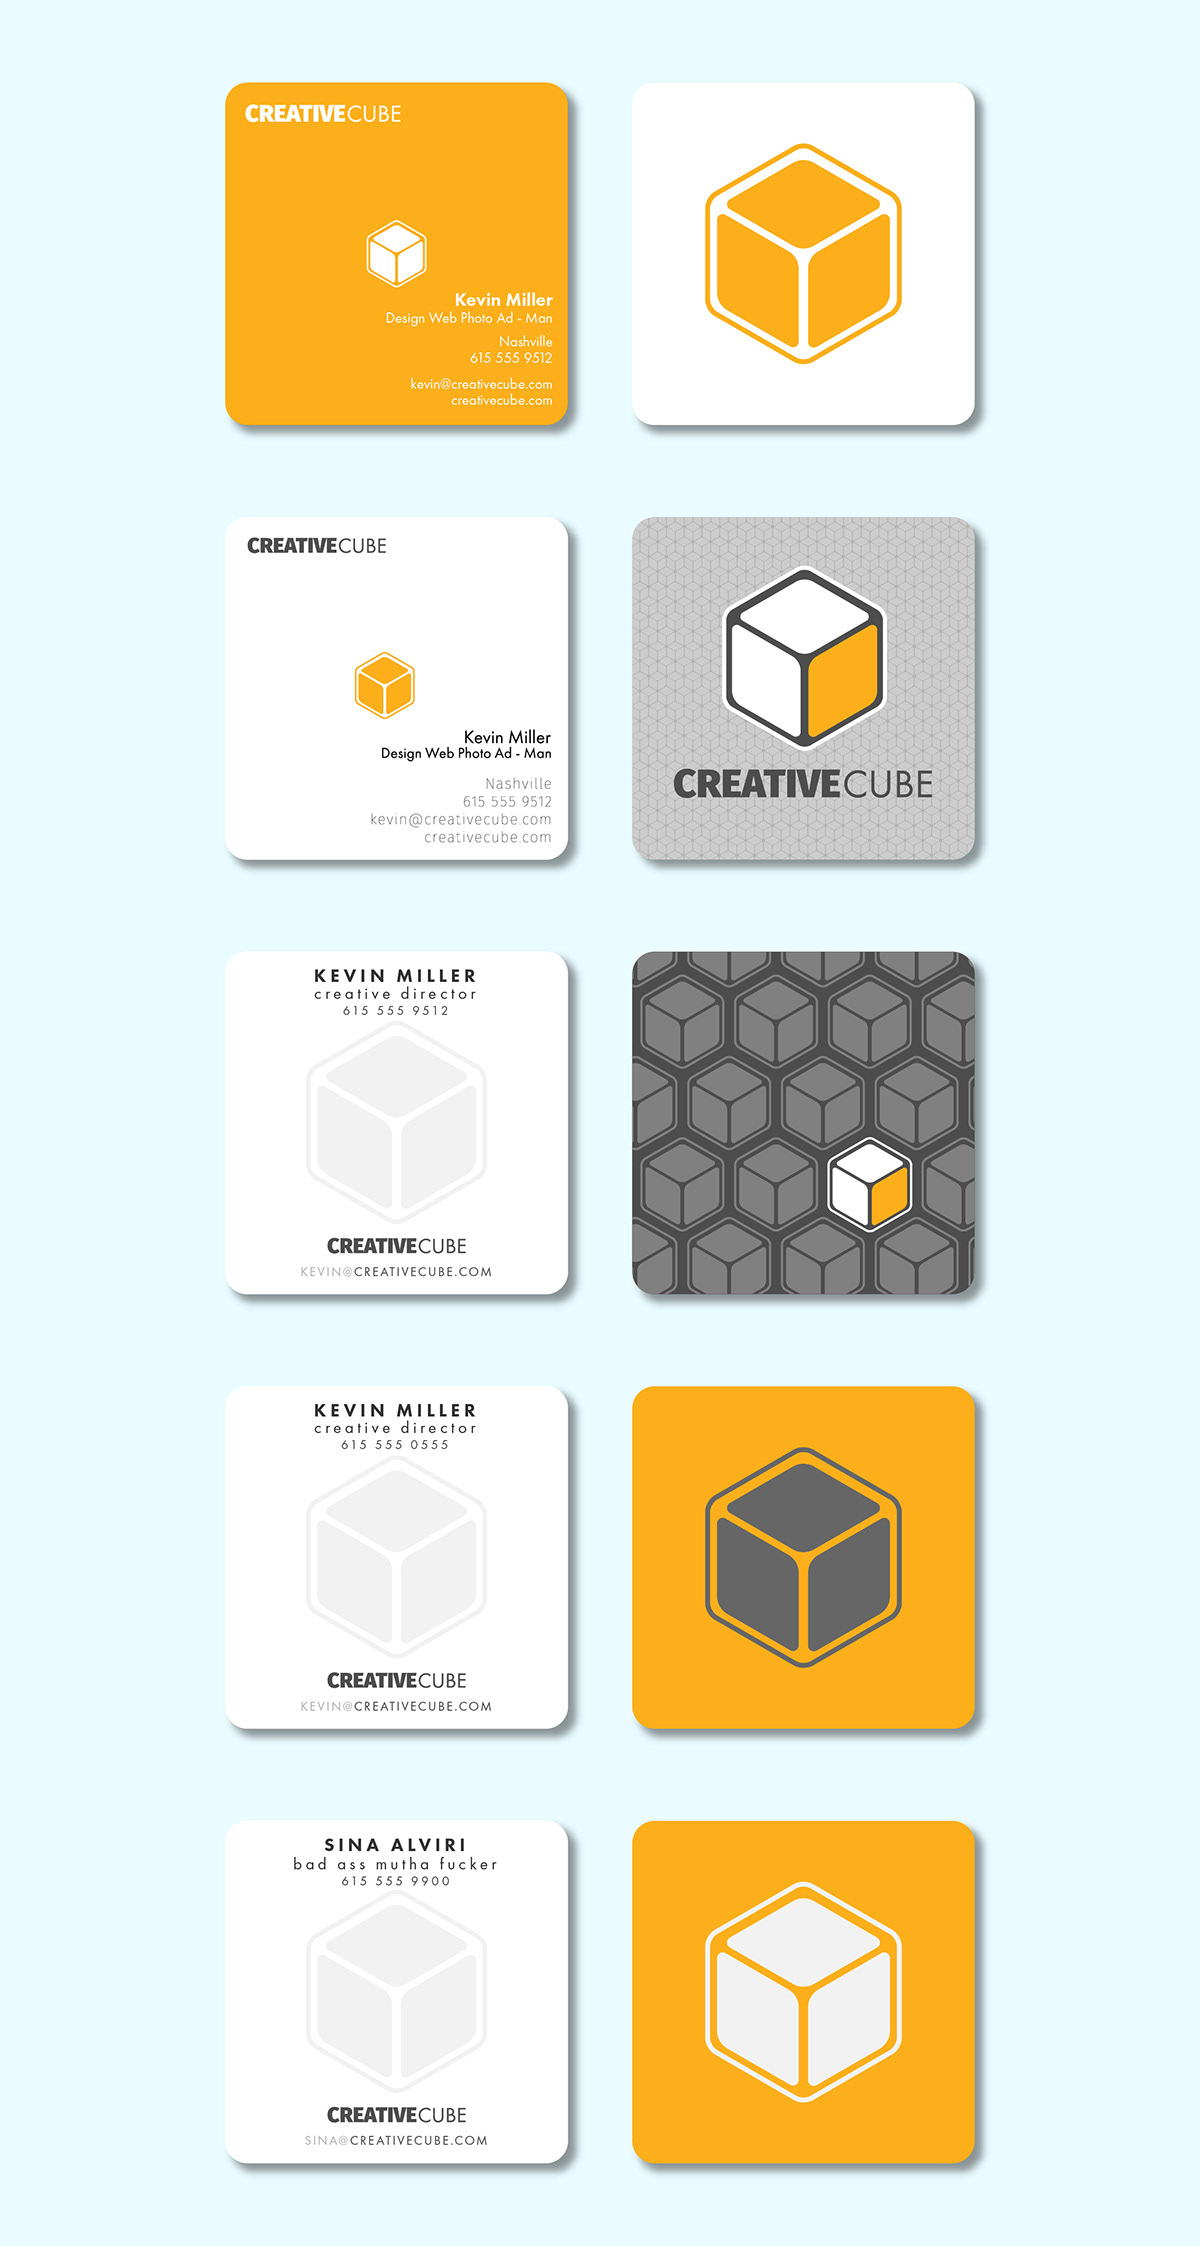 CREATIVECUBE
Kevin Miller
Design Web Photo Ad - Man
Nashville
615 555 9512
kevin@creativecube.com
creativecube.com
CREATIVECUBE
Kevin Miller
Design Web Photo Ad - Man
Nashville
615 555 9512
kevin@creativecube.com
creativecube.com
CREATIVECUBE
KEVIN MILLER
creative director
615 555 9512
CREATIVECUBE
KEVIN@CREATIVECUBE.COM
KEVIN MILLER
creative director
615 555 0555
CREATIVECUBE
KEVIN@CREATIVECUBE.COM
SINA ALVIRI
bad ass mutha fucker
615 555 9900
CREATIVECUBE
SINA@CREATIVECUBE.COM